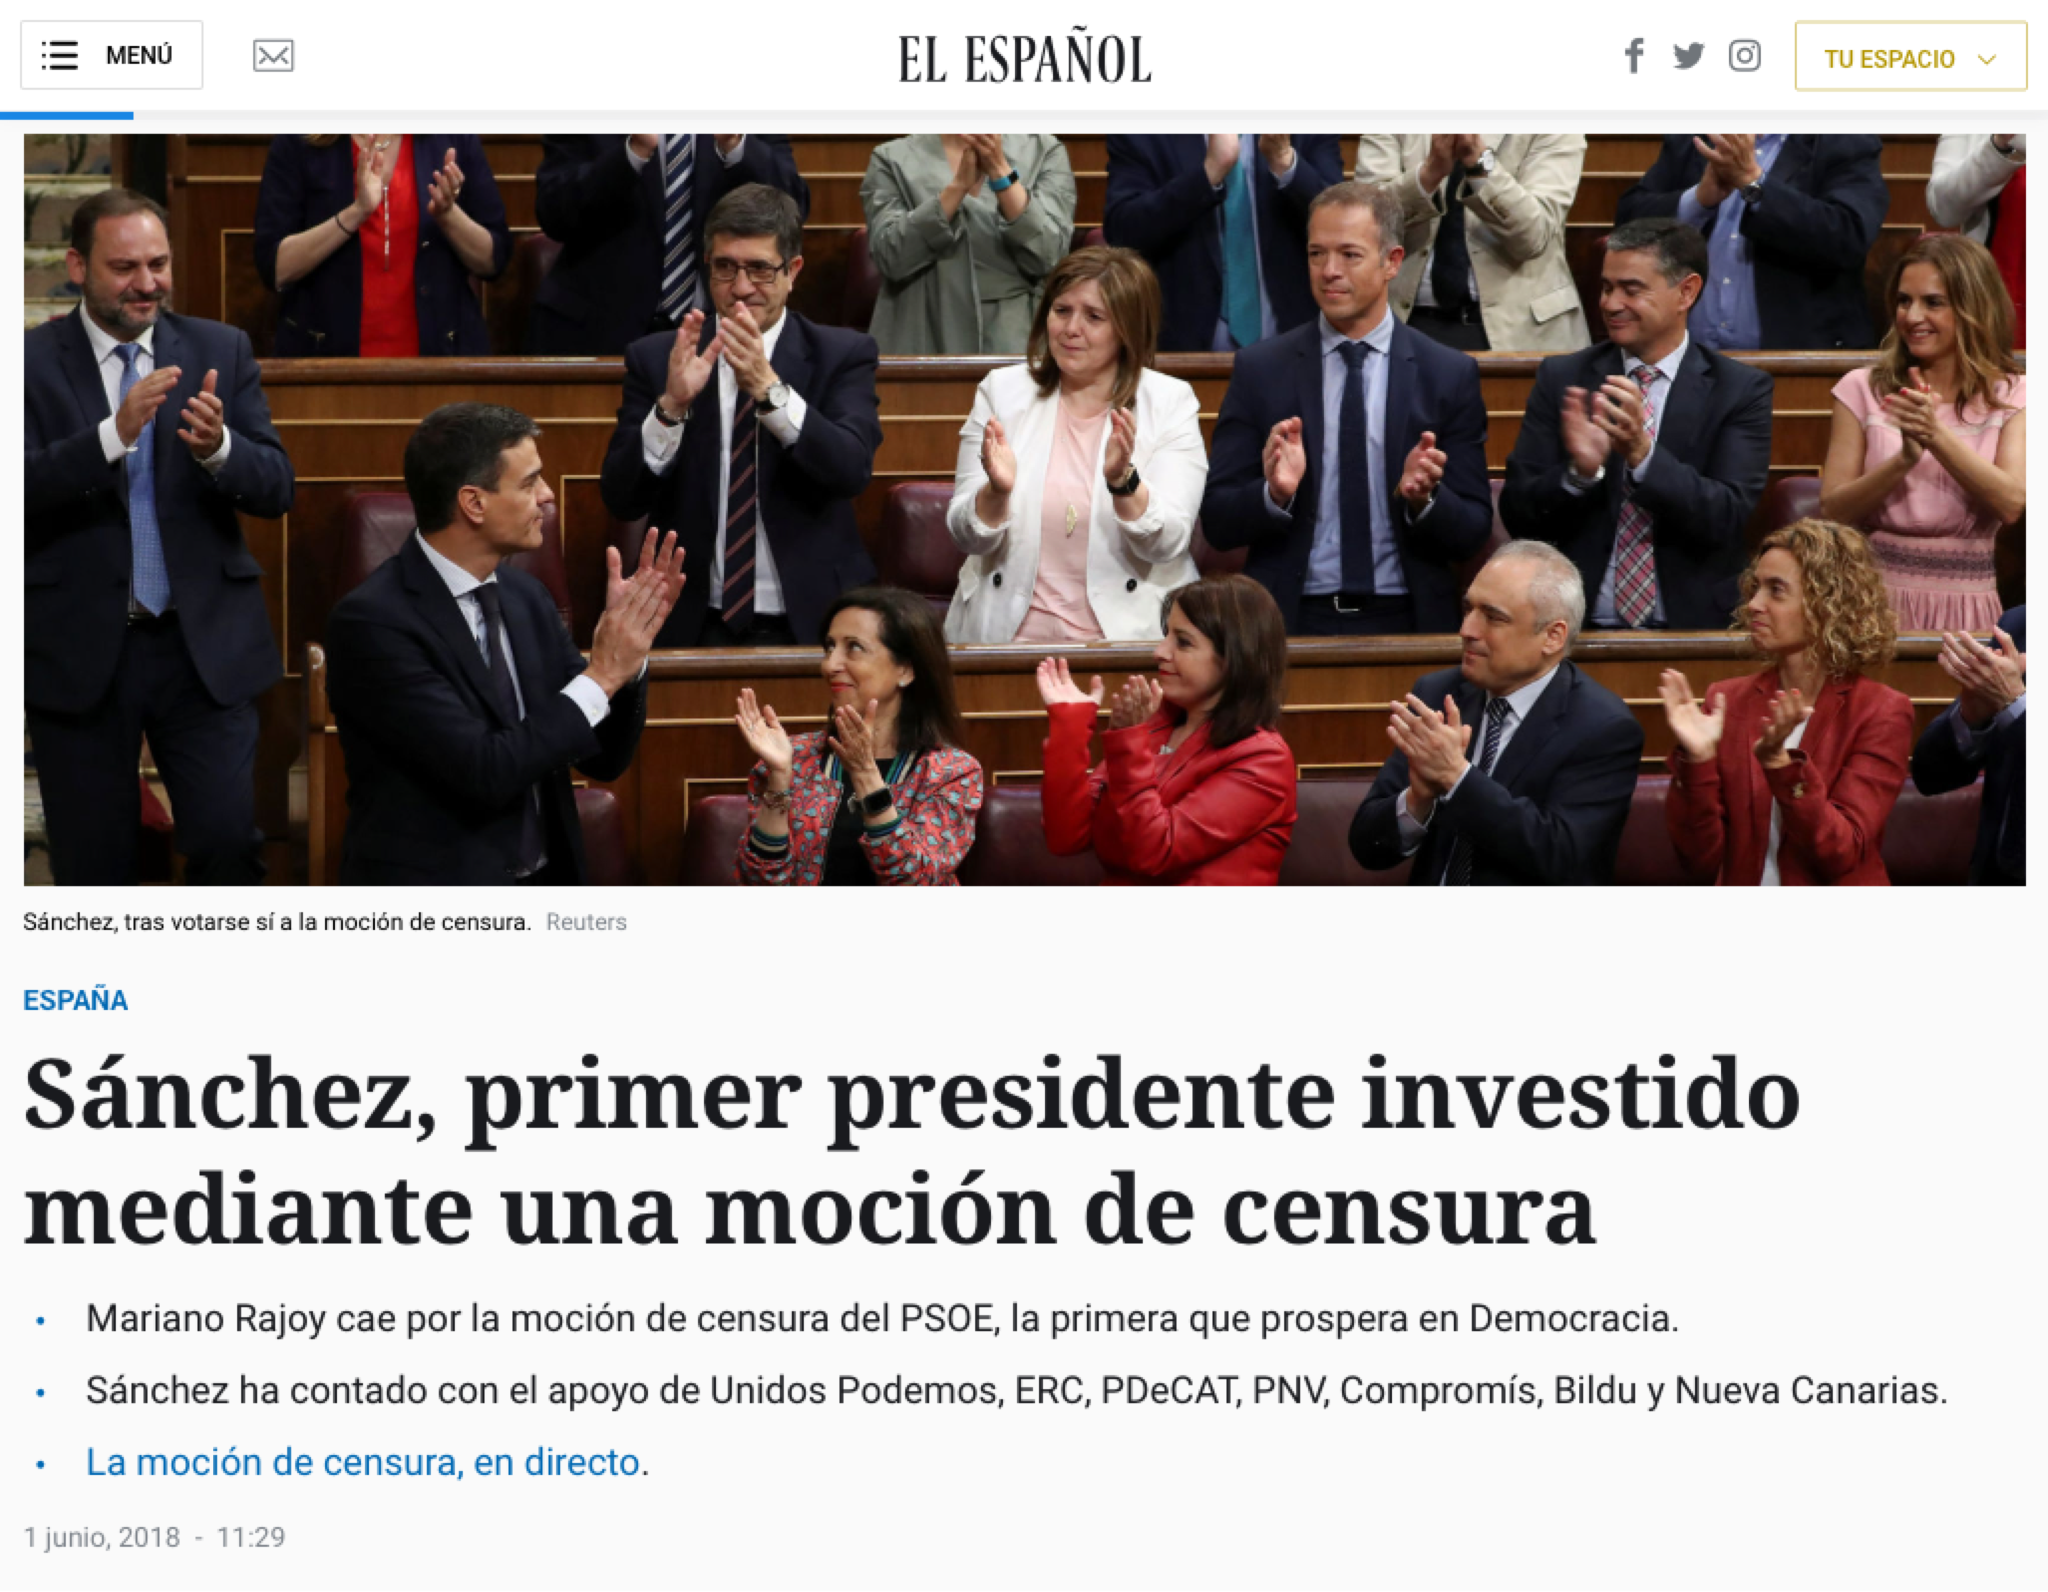 MENÚ
EL ESPAÑOL
TU ESPACIO
Sánchez, tras votarse sí a la moción de censura. Reuters
ESPAÑA
Sánchez, primer presidente investido
mediante una moción de censura
• Mariano Rajoy cae por la moción de censura del PSOE, la primera que prospera en Democracia.
• Sánchez ha contado con el apoyo de Unidos Podemos, ERC, PDeCAT, PNV, Compromís, Bildu y Nueva Canarias.
• La moción de censura, en directo.
1 junio, 2018 - 11:29